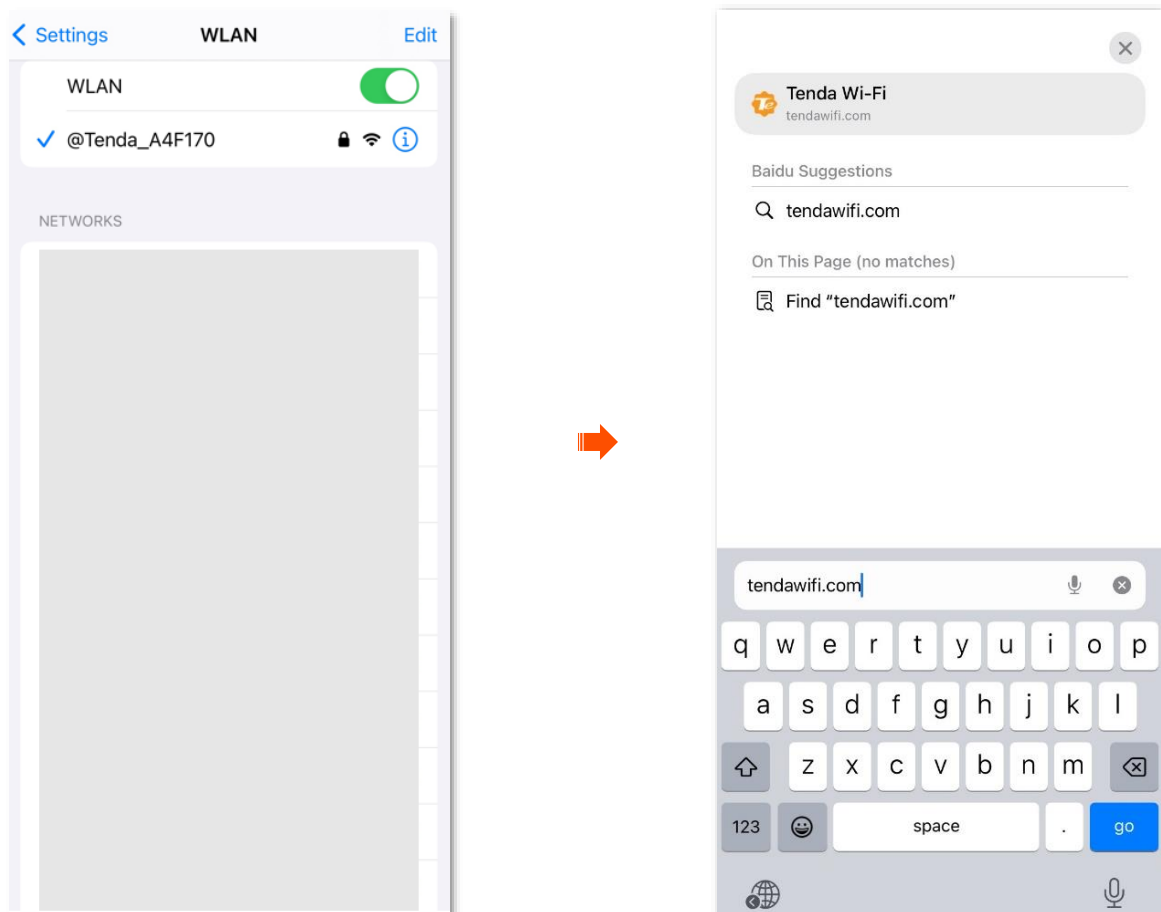 Settings
WLAN
Edit
WLAN
@Tenda_A4F170
NETWORKS
Tenda Wi-Fi
tendawifi.com
Baidu Suggestions
tendawifi.com
On This Page (no matches)
Find “tendawifi.com”
tendawifi.com
q w e r t y u i o p
a s d f g h j k l
z x c v b n m
123 space . go